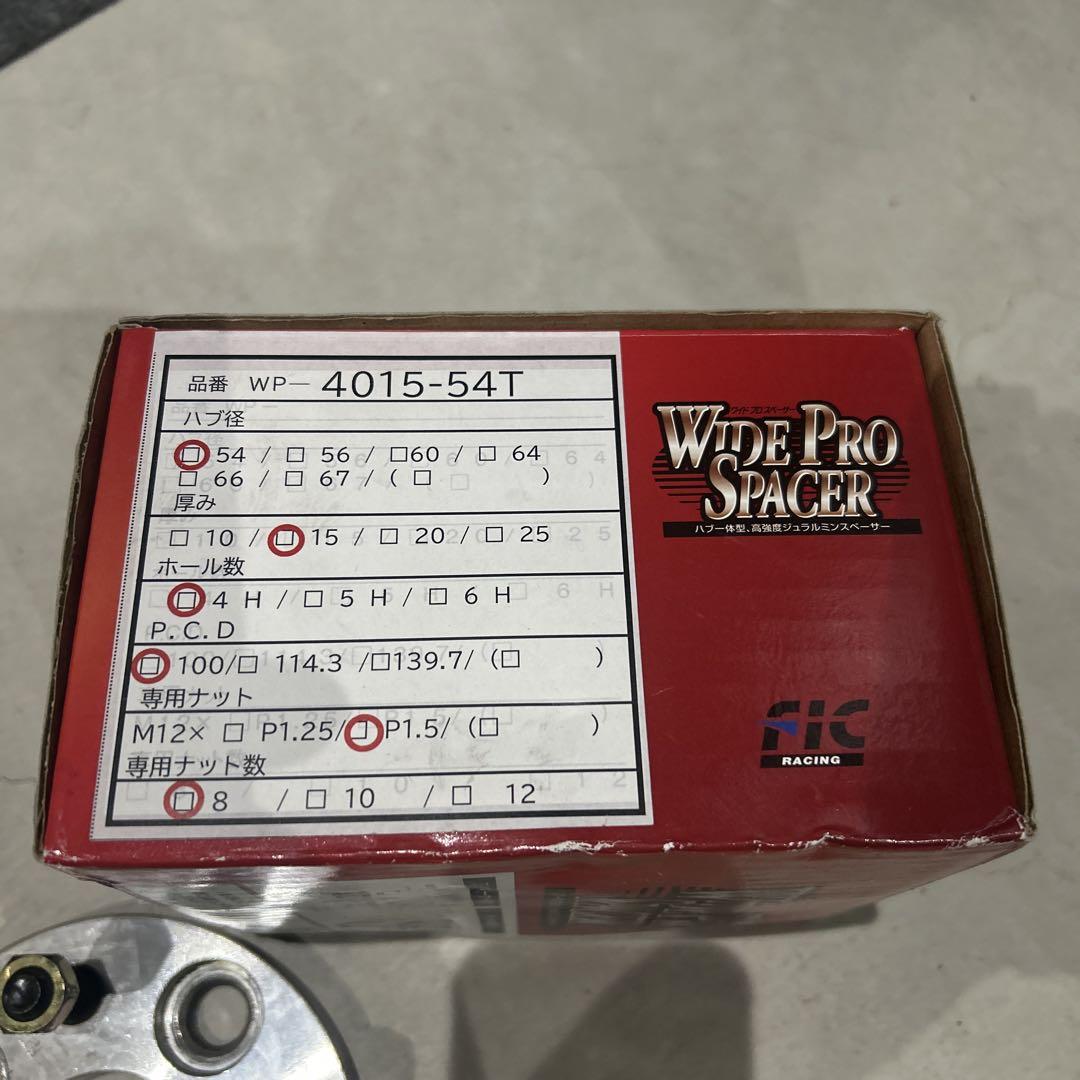 品番 WP― 4015-54T
ハブ径
□ 54 / □ 56 / □60 / □ 64
□ 66 / □ 67 / ( □ )
厚み
□ 10 / □ 15 / □ 20 / □ 25
ホール数
□ 4 H / □ 5 H / □ 6 H
P.C.D
□ 100/□ 114.3 /□139.7/ (□ )
専用ナット
M12× □ P1.25/ □ P1.5/ (□ )
専用ナット数
□ 8 / □ 10 / □ 12
ワイドプロスペーサー
WIDE PRO
SPACER
ハブ一体型、高強度ジュラルミンスペーサー
FIC
RACING